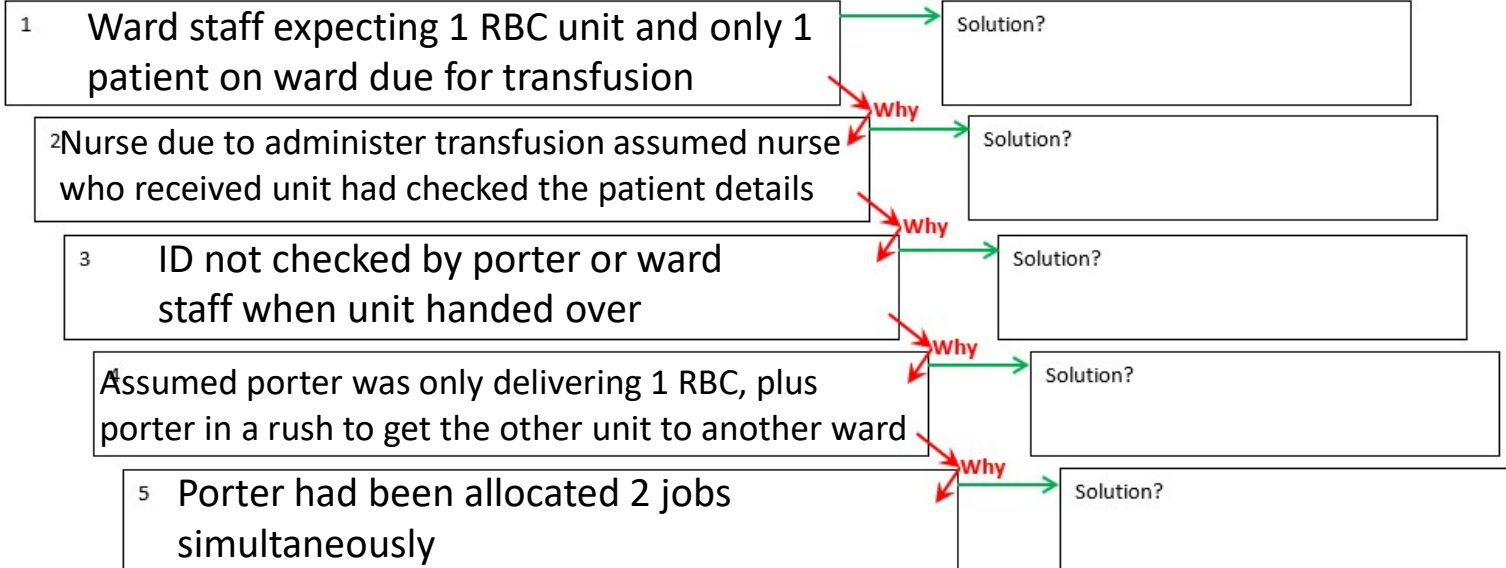 1 Ward staff expecting 1 RBC unit and only 1
patient on ward due for transfusion
Solution?
Why
2 Nurse due to administer transfusion assumed nurse
who received unit had checked the patient details
Solution?
Why
3 ID not checked by porter or ward
staff when unit handed over
Solution?
Why
4 Assumed porter was only delivering 1 RBC, plus
porter in a rush to get the other unit to another ward
Solution?
Why
5 Porter had been allocated 2 jobs
simultaneously
Solution?